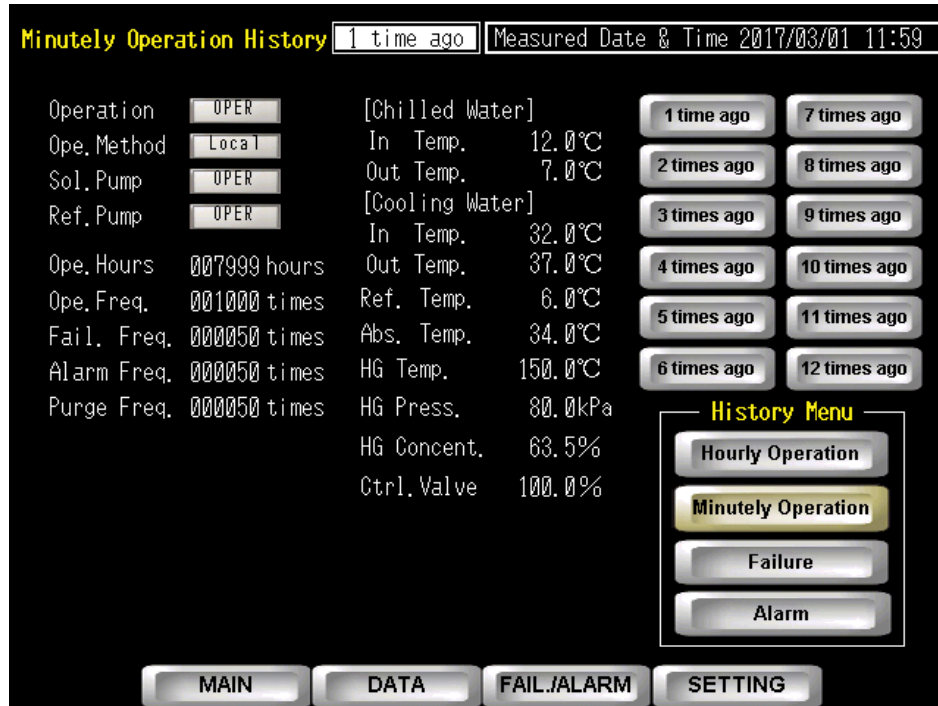 Minutely Operation History 1 time ago Measured Date & Time 2017/03/01 11:59
Operation OPER
Ope.Method Local
Sol.Pump OPER
Ref.Pump OPER
Ope.Hours 007999 hours
Ope.Freq. 001000 times
Fail. Freq. 000050 times
Alarm Freq. 000050 times
Purge Freq. 000050 times
[Chilled Water]
In Temp. 12.0℃
Out Temp. 7.0℃
[Cooling Water]
In Temp. 32.0℃
Out Temp. 37.0℃
Ref. Temp. 6.0℃
Abs. Temp. 34.0℃
HG Temp. 150.0℃
HG Press. 80.0kPa
HG Concent. 63.5%
Ctrl.Valve 100.0%
1 time ago 7 times ago
2 times ago 8 times ago
3 times ago 9 times ago
4 times ago 10 times ago
5 times ago 11 times ago
6 times ago 12 times ago
History Menu
Hourly Operation
Minutely Operation
Failure
Alarm
MAIN DATA FAIL./ALARM SETTING